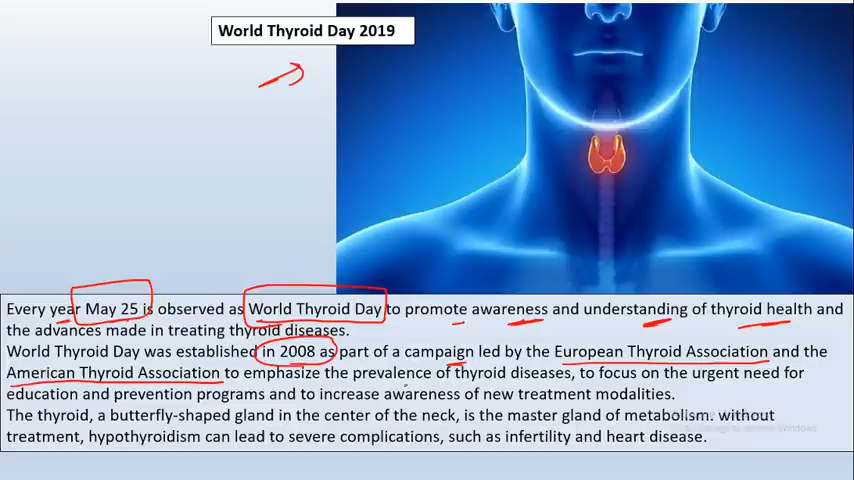 World Thyroid Day 2019
Every year May 25 is observed as World Thyroid Day to promote awareness and understanding of thyroid health and
the advances made in treating thyroid diseases.
World Thyroid Day was established in 2008 as part of a campaign led by the European Thyroid Association and the
American Thyroid Association to emphasize the prevalence of thyroid diseases, to focus on the urgent need for
education and prevention programs and to increase awareness of new treatment modalities.
The thyroid, a butterfly-shaped gland in the center of the neck, is the master gland of metabolism. without
treatment, hypothyroidism can lead to severe complications, such as infertility and heart disease.